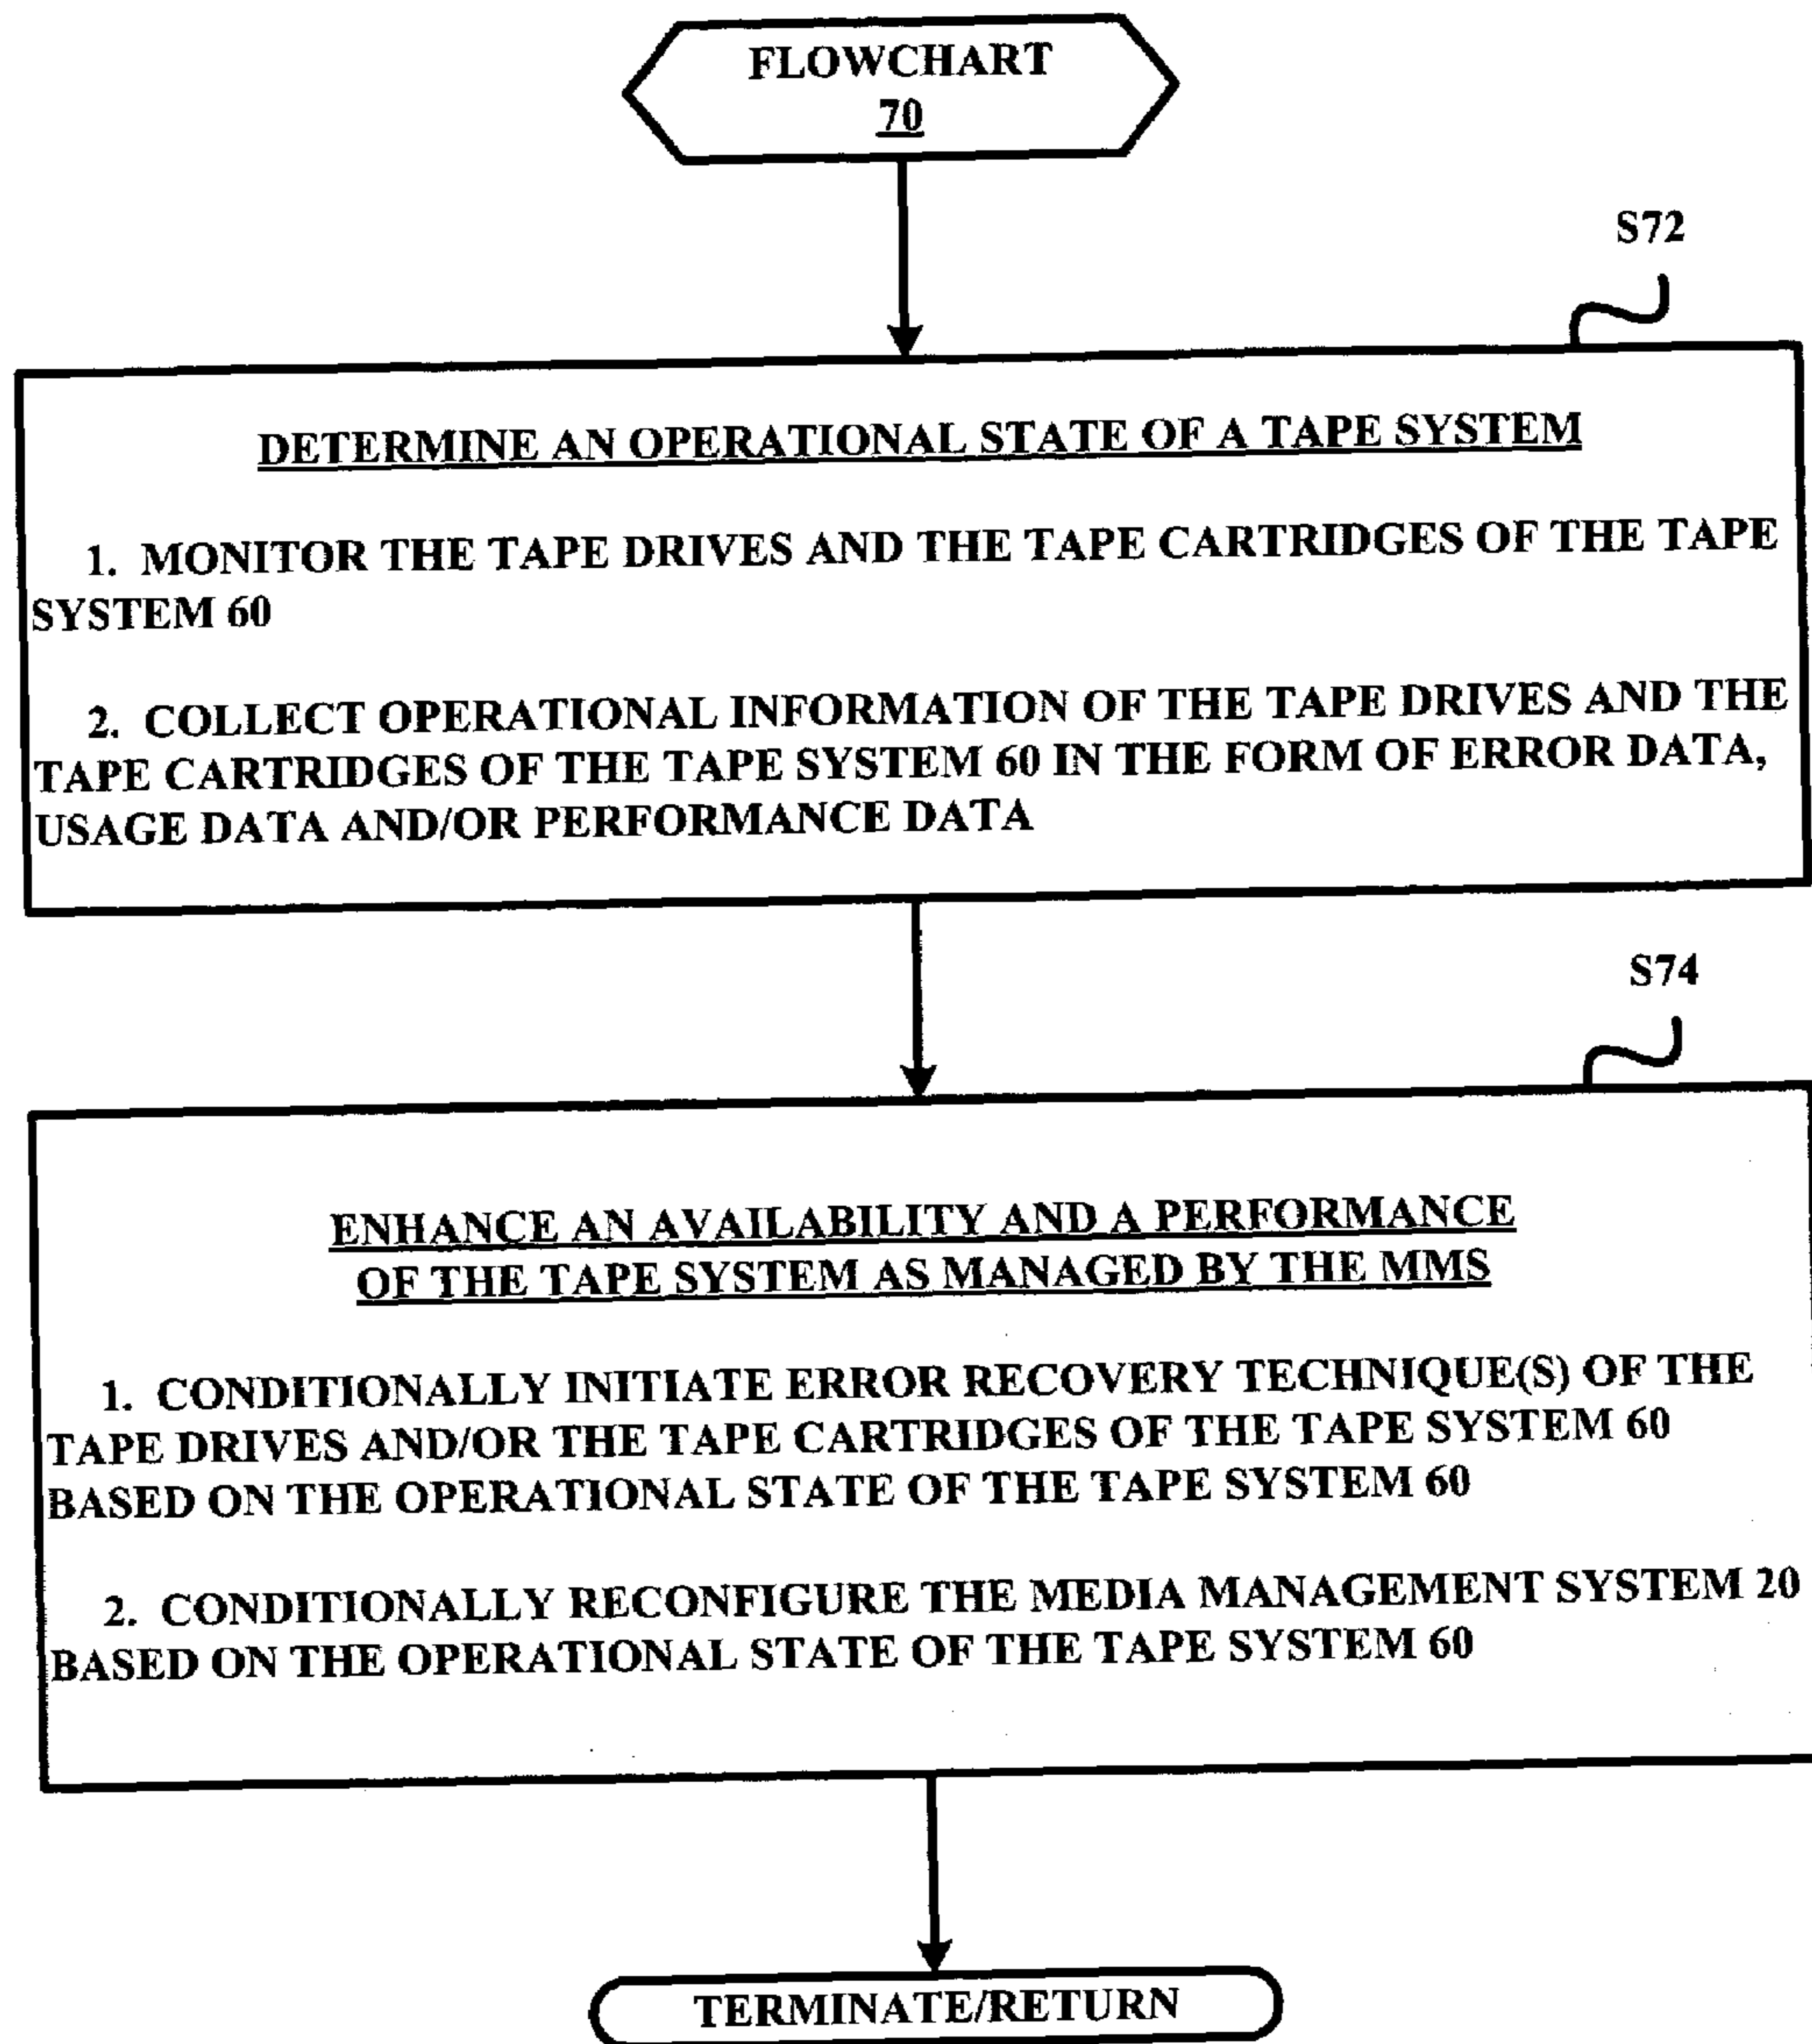 FLOWCHART
70
S72
DETERMINE AN OPERATIONAL STATE OF A TAPE SYSTEM
1. MONITOR THE TAPE DRIVES AND THE TAPE CARTRIDGES OF THE TAPE
SYSTEM 60
2. COLLECT OPERATIONAL INFORMATION OF THE TAPE DRIVES AND THE
TAPE CARTRIDGES OF THE TAPE SYSTEM 60 IN THE FORM OF ERROR DATA,
USAGE DATA AND/OR PERFORMANCE DATA
S74
ENHANCE AN AVAILABILITY AND A PERFORMANCE
OF THE TAPE SYSTEM AS MANAGED BY THE MMS
1. CONDITIONALLY INITIATE ERROR RECOVERY TECHNIQUE(S) OF THE
TAPE DRIVES AND/OR THE TAPE CARTRIDGES OF THE TAPE SYSTEM 60
BASED ON THE OPERATIONAL STATE OF THE TAPE SYSTEM 60
2. CONDITIONALLY RECONFIGURE THE MEDIA MANAGEMENT SYSTEM 20
BASED ON THE OPERATIONAL STATE OF THE TAPE SYSTEM 60
TERMINATE/RETURN